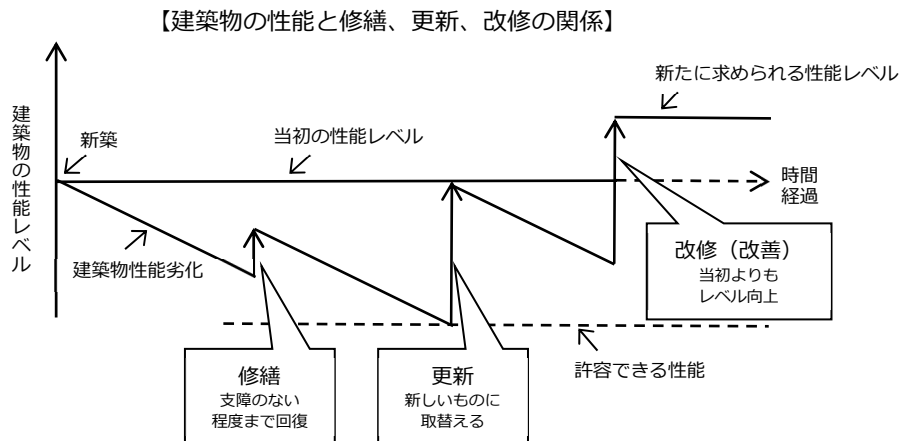 【建築物の性能と修繕、更新、改修の関係】
新たに求められる性能レベル
建築物の性能レベル
新築
当初の性能レベル
時間
経過
建築物性能劣化
改修（改善）
当初よりも
レベル向上
修繕
支障のない
程度まで回復
更新
新しいものに
取替える
許容できる性能